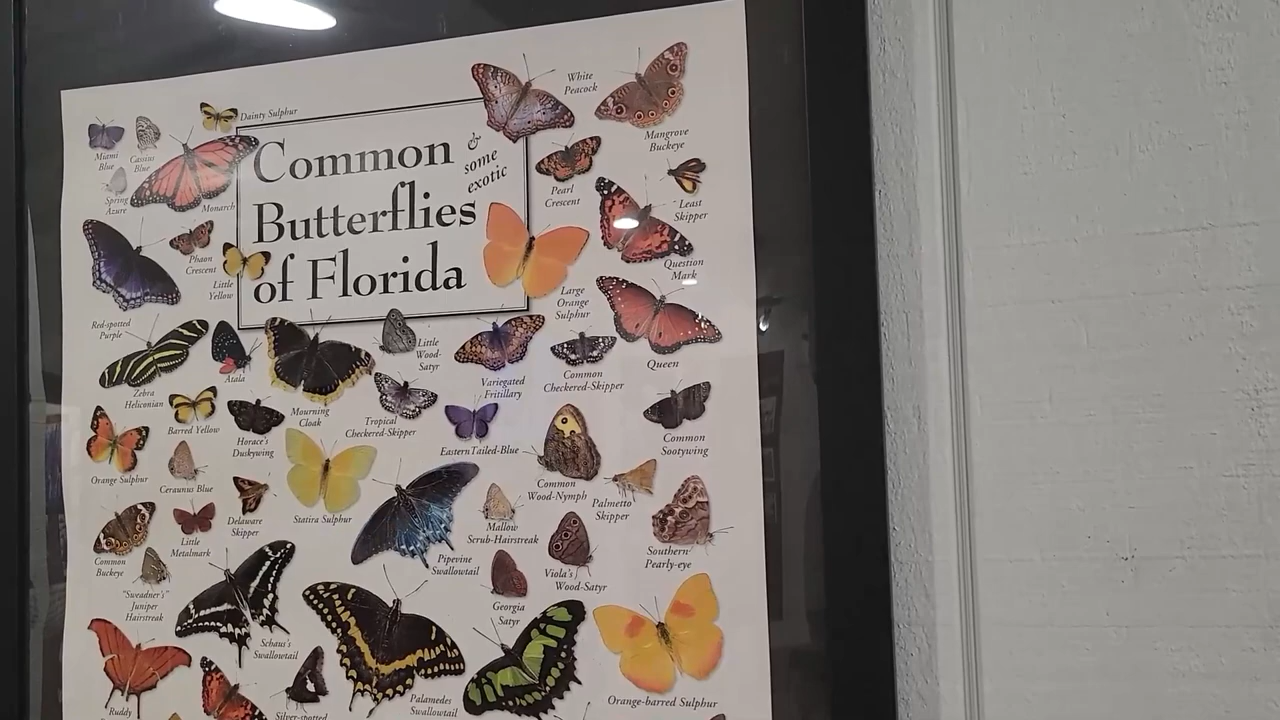 Dainty Sulphur
White
Peacock
Miami
Blue
Cassius
Blue
Common
Butterflies
of Florida
&
some
exotic
Mangrove
Buckeye
Spring
Azure
Monarch
Pearl
Crescent
Least
Skipper
Phaon
Crescent
Little
Yellow
Question
Mark
Large
Orange
Sulphur
Red-spotted
Purple
Little
Wood-
Satyr
Queen
Atala
Variegated
Fritillary
Common
Checkered-Skipper
Zebra
Heliconian
Mourning
Cloak
Tropical
Checkered-Skipper
Barred Yellow
Horace's
Duskywing
Eastern Tailed-Blue
Common
Sootywing
Orange Sulphur
Ceraunus Blue
Common
Wood-Nymph
Palmetto
Skipper
Delaware
Skipper
Statira Sulphur
Mallow
Scrub-Hairstreak
Little
Metalmark
Common
Buckeye
Pipevine
Swallowtail
Viola's
Wood-Satyr
Southern
Pearly-eye
"Sweadner's"
Juniper
Hairstreak
Georgia
Satyr
Schaus's
Swallowtail
Palmedes
Swallowtail
Orange-barred Sulphur
Ruddy
Silver-spotted